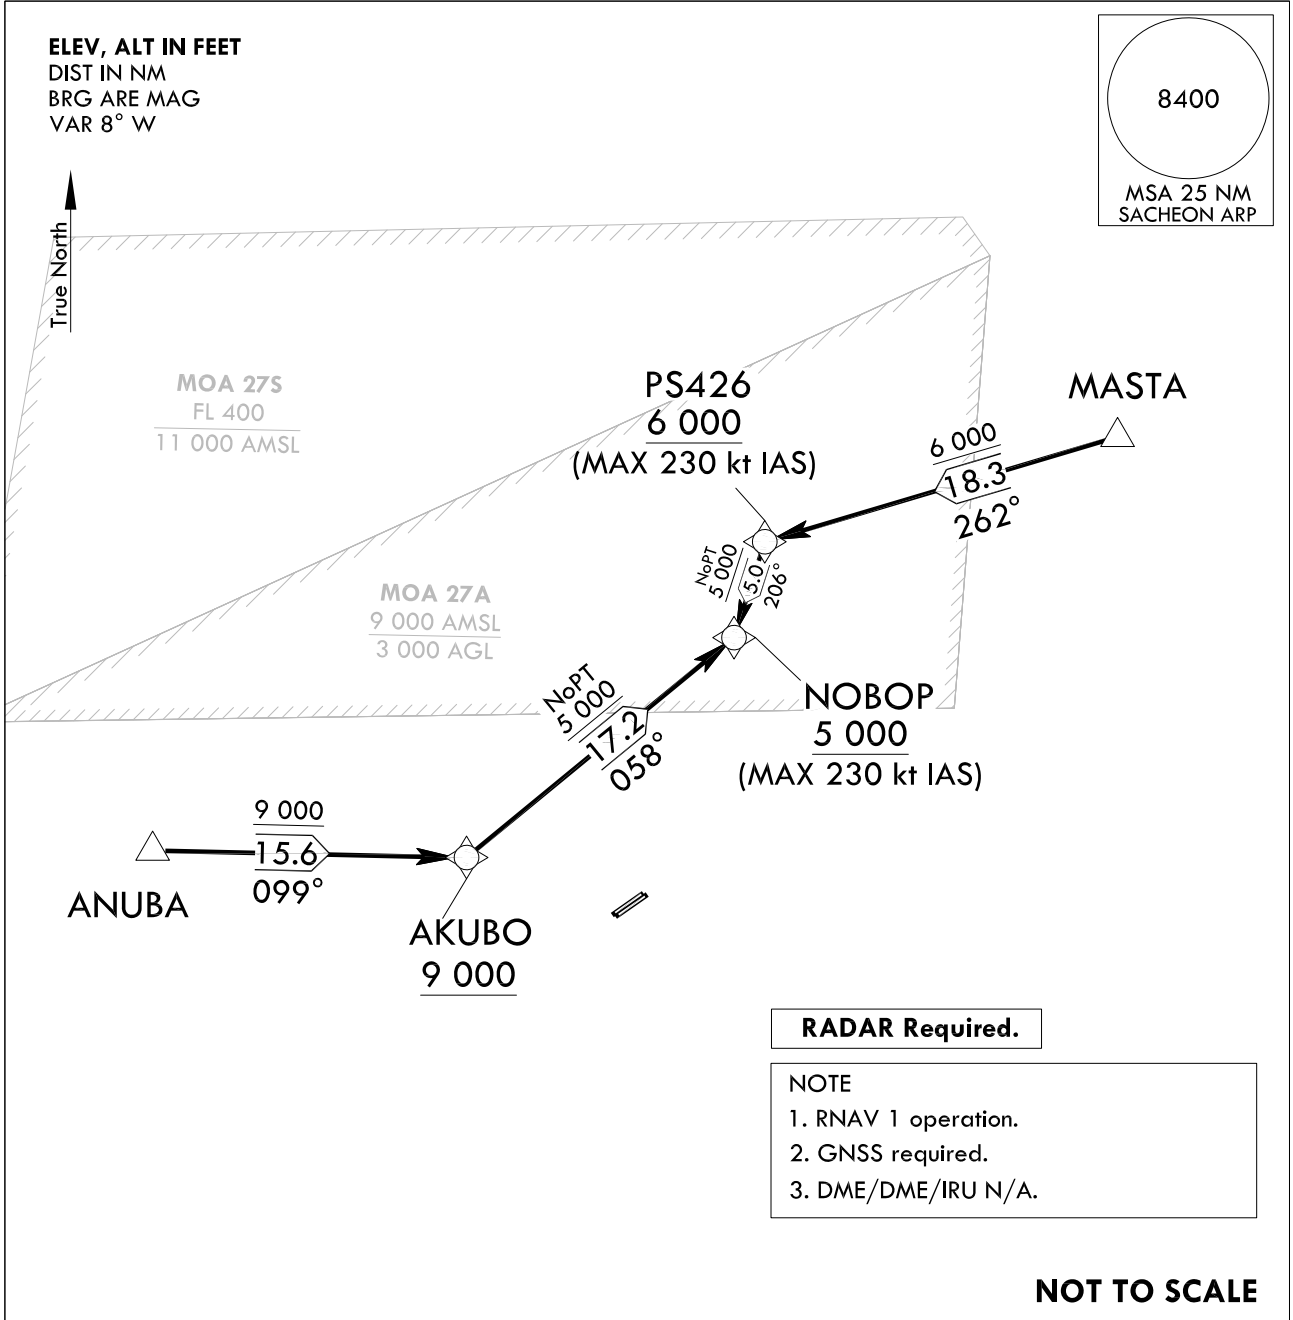 ELEV, ALT IN FEET
DIST IN NM
BRG ARE MAG
VAR 8° W
8400
MSA 25 NM
SACHEON ARP
True North
MOA 27S
FL 400
11 000 AMSL
PS426
6 000
(MAX 230 kt IAS)
MASTA
6 000
18.3
262°
NoPT
5 000
5.0
206°
MOA 27A
9 000 AMSL
3 000 AGL
NoPT
5 000
17.2
058°
NOBOP
5 000
(MAX 230 kt IAS)
9 000
15.6
099°
ANUBA
AKUBO
9 000
RADAR Required.
NOTE
1. RNAV 1 operation.
2. GNSS required.
3. DME/DME/IRU N/A.
NOT TO SCALE